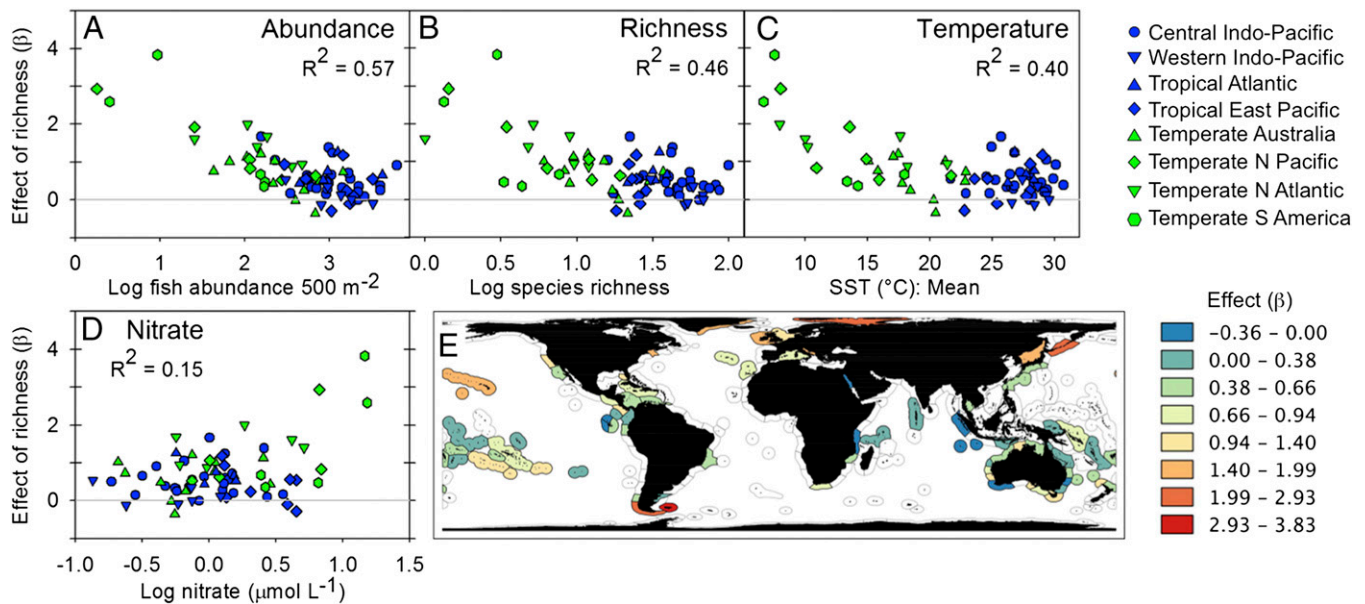 A Abundance
R² = 0.57
B Richness
R² = 0.46
C Temperature
R² = 0.40
Effect of richness (β)
4
2
0
0 1 2 3 4
Log fish abundance 500 m⁻²
0.0 0.5 1.0 1.5 2.0
Log species richness
10 15 20 25 30
SST (°C): Mean
Central Indo-Pacific
Western Indo-Pacific
Tropical Atlantic
Tropical East Pacific
Temperate Australia
Temperate N Pacific
Temperate N Atlantic
Temperate S America
D Nitrate
R² = 0.15
Effect of richness (β)
4
2
0
-1.0 -0.5 0.0 0.5 1.0 1.5
Log nitrate (μmol L⁻¹)
E
Effect (β)
−0.36 – 0.00
0.00 – 0.38
0.38 – 0.66
0.66 – 0.94
0.94 – 1.40
1.40 – 1.99
1.99 – 2.93
2.93 – 3.83